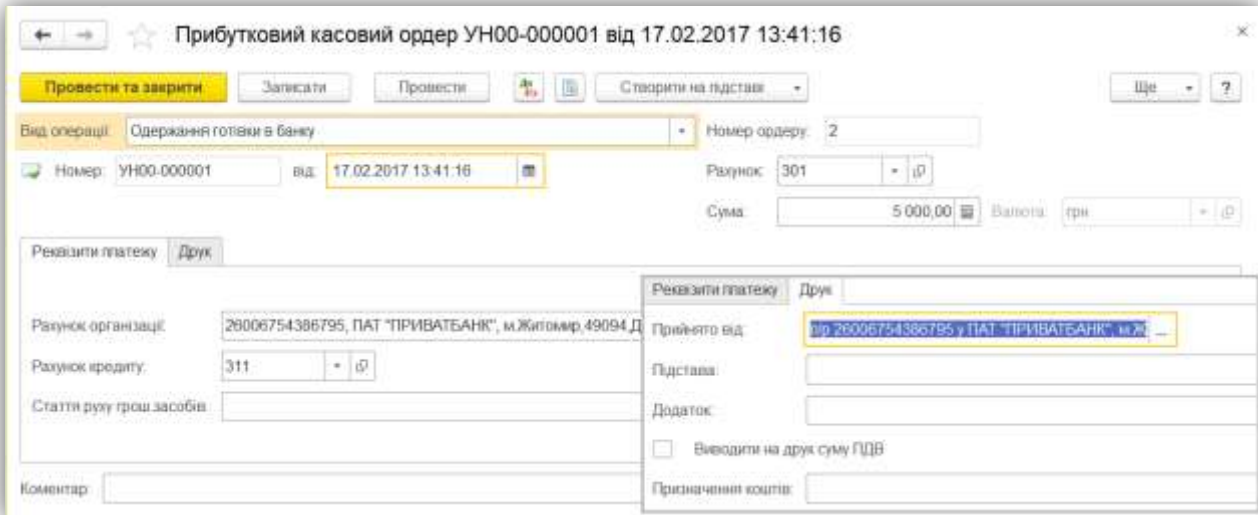 Прибутковий касовий ордер УН00-000001 від 17.02.2017 13:41:16
Провести та закрити Записати Провести Створити на підставі Ще ?
Вид операції: Одержання готівки в банку Номер ордеру: 2
Номер: УН00-000001 від: 17.02.2017 13:41:16 Рахунок: 301
Сума: 5 000,00 Валюта: грн
Реквізити платежу Друк
Реквізити платежу Друк
Рахунок організації: 26006754386795, ПАТ "ПРИВАТБАНК", м.Житомир,49094,Д Прийнято від: р/р 26006754386795 у ПАТ "ПРИВАТБАНК", м.Ж ...
Рахунок кредиту: 311 Підстава:
Стаття руху грош.засобів: Додаток:
Виводити на друк суму ПДВ
Коментар: Призначення коштів: